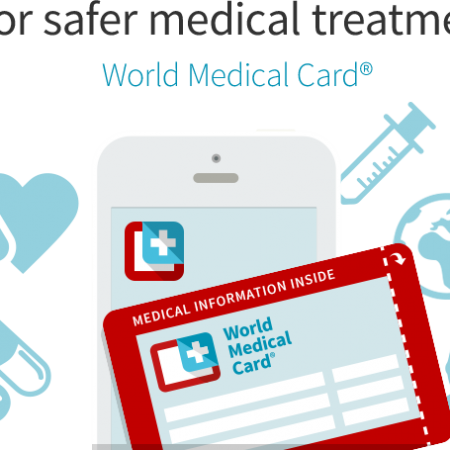 or safer medical treatme
World Medical Card®
MEDICAL INFORMATION INSIDE
World
Medical
Card®